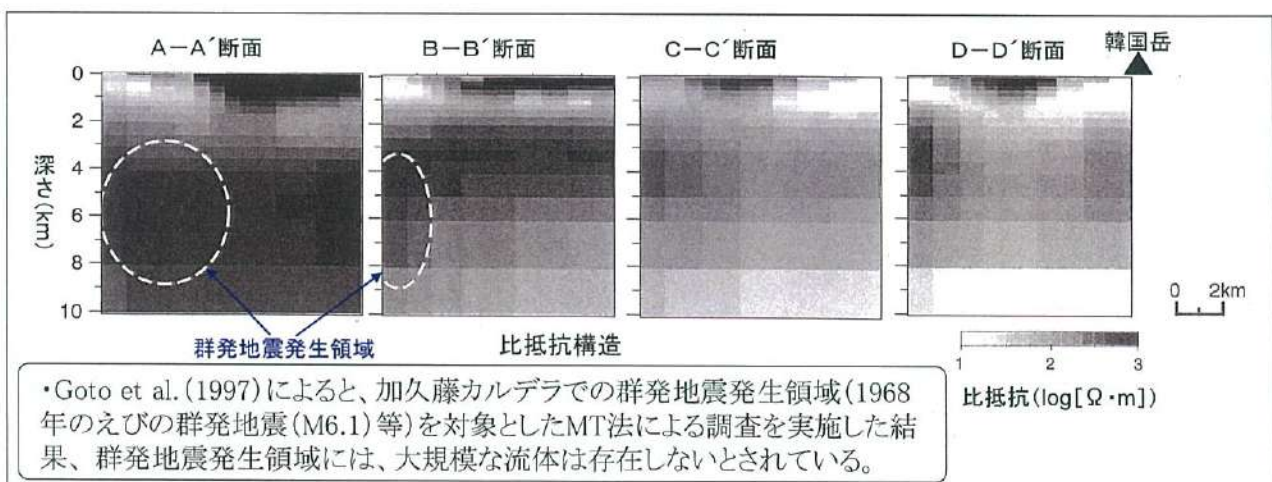 A－A´断面
B－B´断面
C－C´断面
D－D´断面
韓国岳
0
2
4
6
8
10
深さ(km)
群発地震発生領域
比抵抗構造
0 2km
1 2 3
比抵抗(log[Ω・m])
・Goto et al.(1997)によると、加久藤カルデラでの群発地震発生領域(1968
年のえびの群発地震(M6.1)等)を対象としたMT法による調査を実施した結
果、群発地震発生領域には、大規模な流体は存在しないとされている。